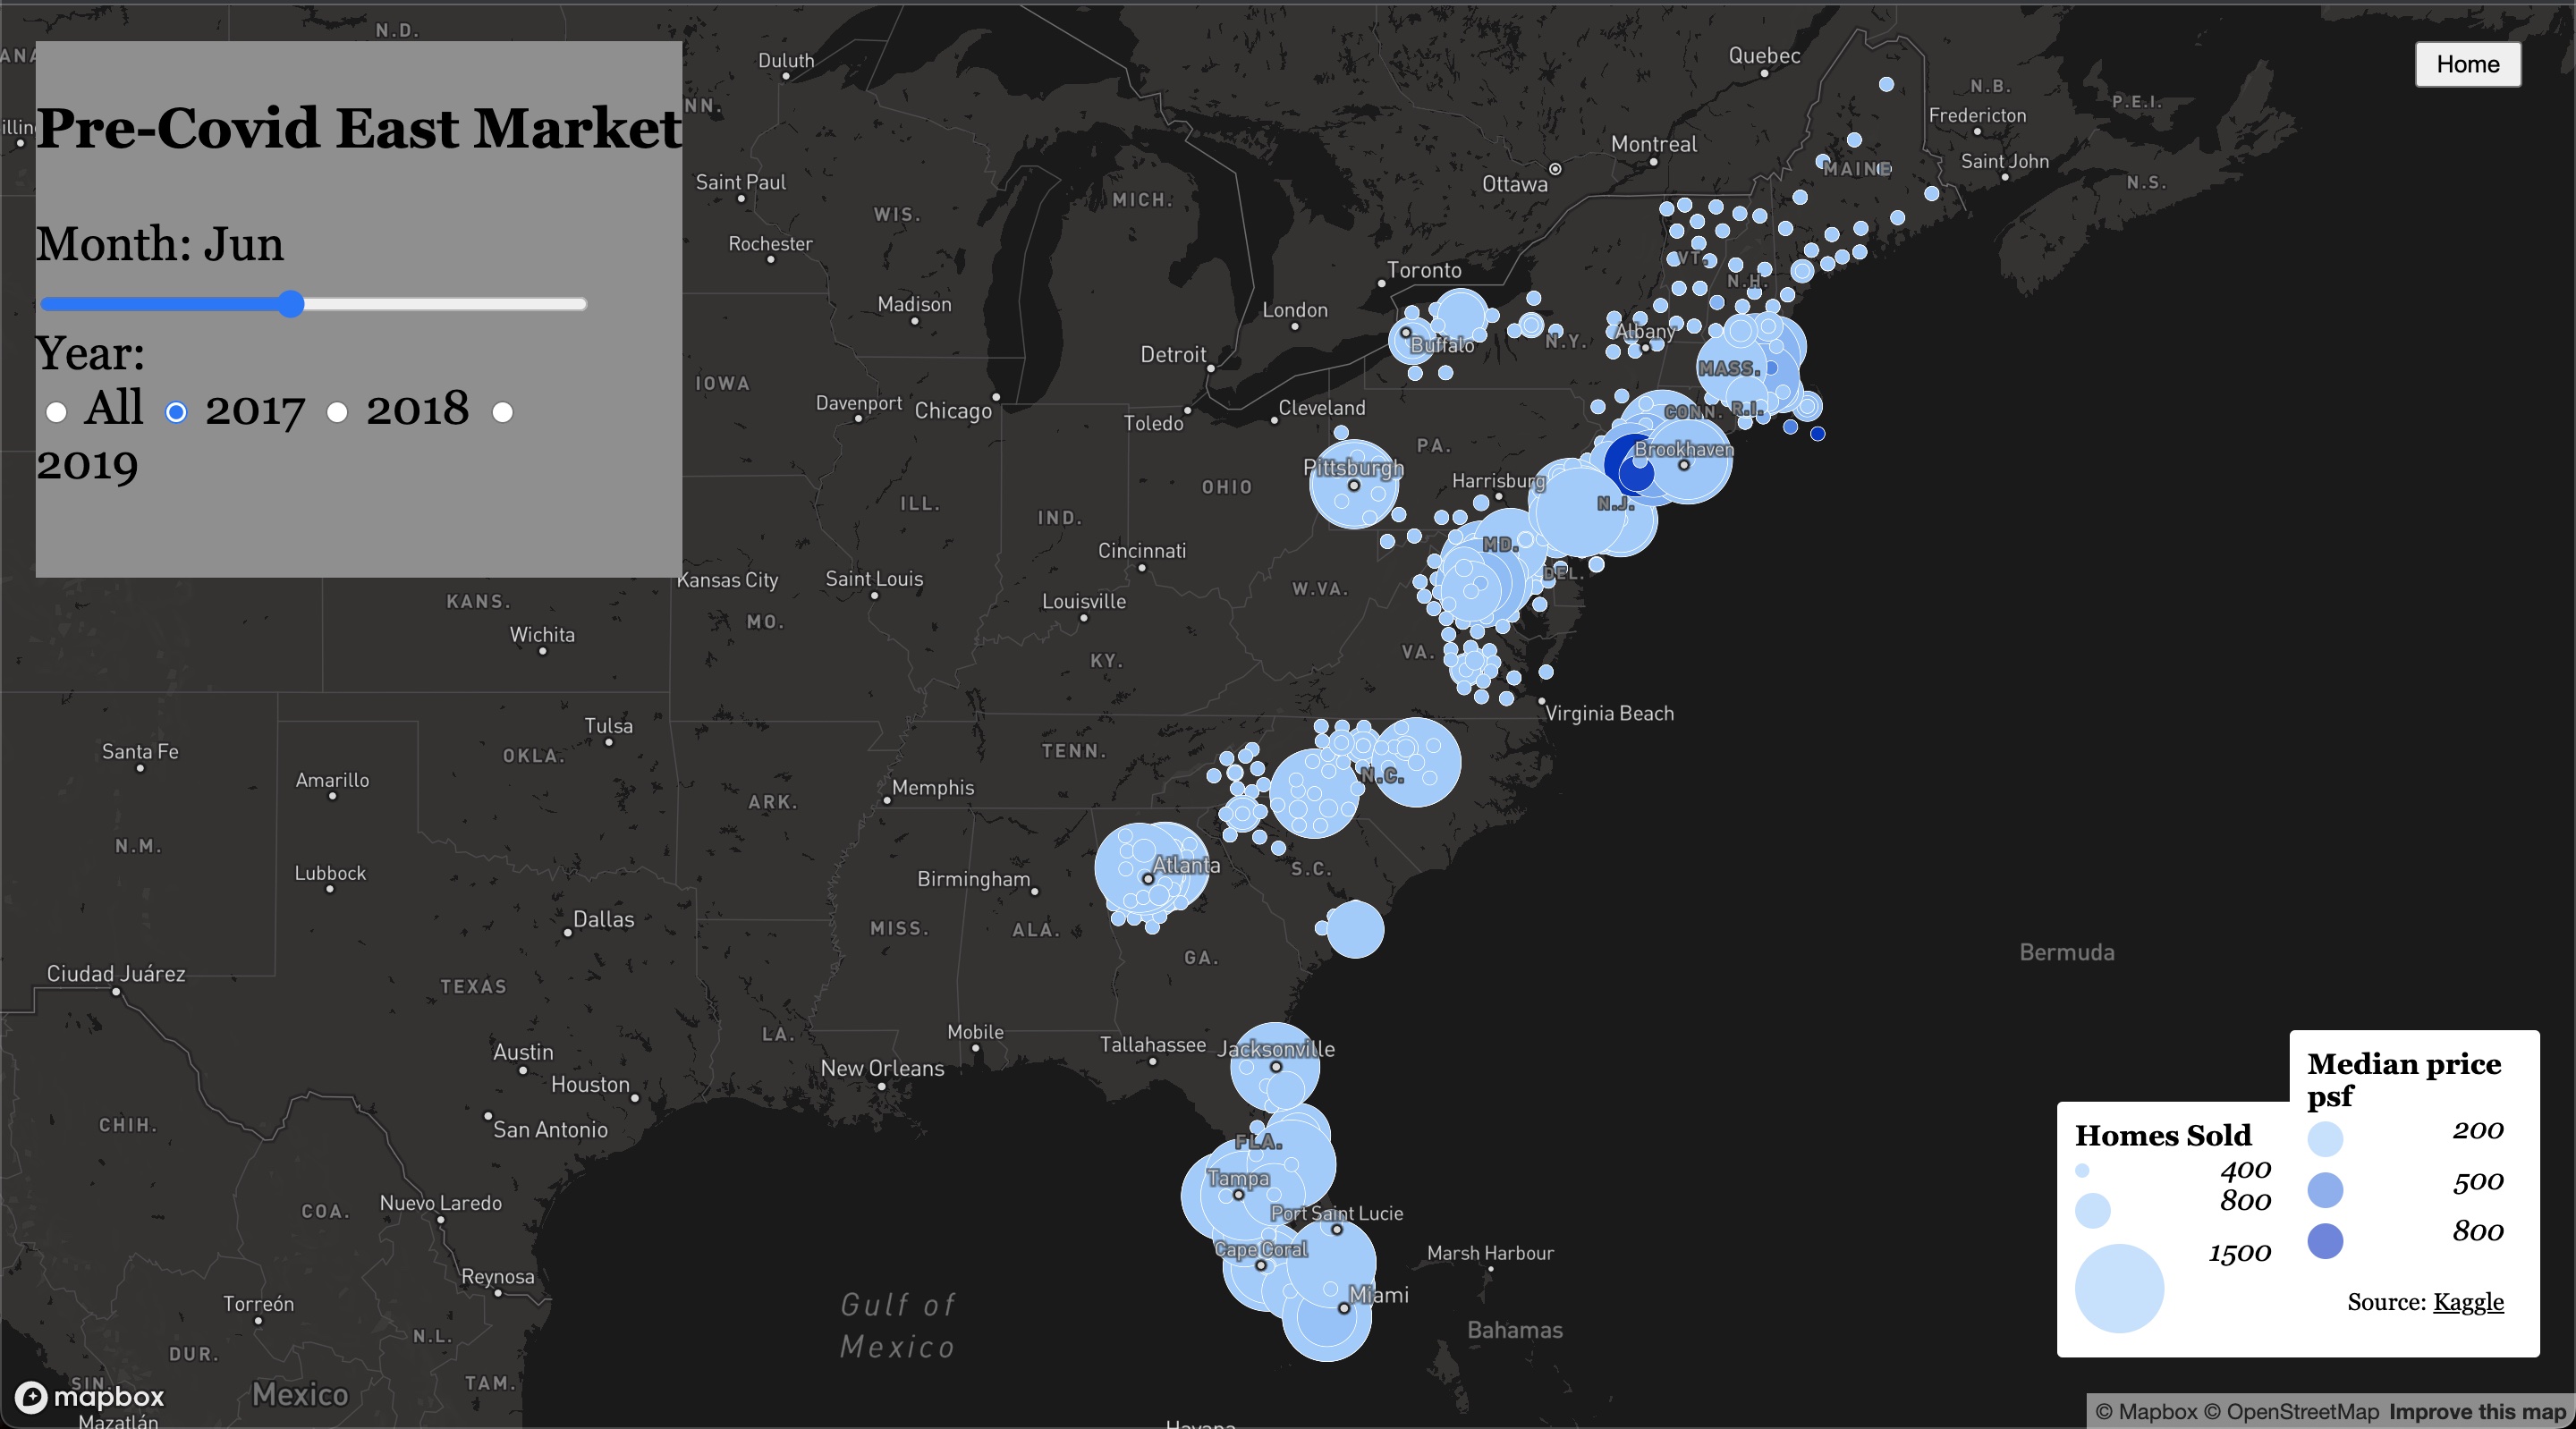 Pre-Covid East Market
Month: Jun
Year:
All 2017 2018
2019
Home
N.D.
Duluth
Quebec
N.B.
P.E.I.
Fredericton
Montreal
Saint John
MAINE
Ottawa
N.S.
Saint Paul
WIS.
MICH.
Rochester
VT.
Toronto
N.H.
Madison
London
Albany
Buffalo
N.Y.
Detroit
MASS.
IOWA
Davenport
Chicago
Toledo
Cleveland
CONN.
R.I.
PA.
Brookhaven
Pittsburgh
Harrisburg
OHIO
ILL.
IND.
N.J.
MD.
Cincinnati
DEL.
Kansas City
Saint Louis
W.VA.
KANS.
Louisville
MO.
Wichita
KY.
VA.
Virginia Beach
Tulsa
Santa Fe
OKLA.
TENN.
Amarillo
N.C.
Memphis
ARK.
N.M.
Lubbock
Atlanta
Birmingham
S.C.
Dallas
MISS.
ALA.
GA.
Bermuda
Ciudad Juárez
TEXAS
LA.
Mobile
Tallahassee
Jacksonville
Austin
New Orleans
Houston
CHIH.
San Antonio
FLA.
Tampa
Nuevo Laredo
COA.
Port Saint Lucie
Cape Coral
Marsh Harbour
Reynosa
Torreón
Miami
Gulf of
Mexico
N.L.
Bahamas
DUR.
TAM.
SIN.
Mexico
Mazatlán
Havana
mapbox
Homes Sold
400
800
1500
Median price
psf
200
500
800
Source: Kaggle
© Mapbox © OpenStreetMap Improve this map